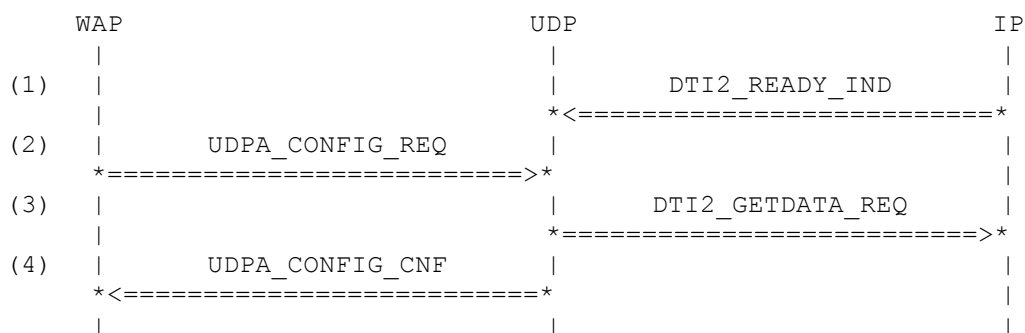 WAP UDP IP
| | |
(1) | | DTI2_READY_IND |
| *<===========================*
(2) | UDPA_CONFIG_REQ | |
*==========================>* |
(3) | | DTI2_GETDATA_REQ |
| *==========================>*
(4) | UDPA_CONFIG_CNF | |
*<==========================* |
| | |